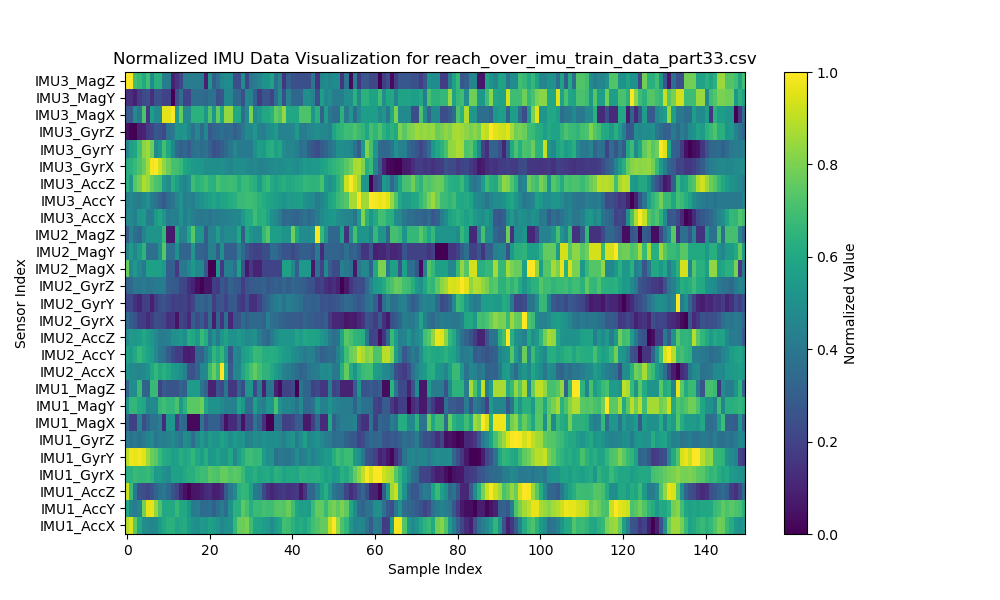 Normalized IMU Data Visualization for reach_over_imu_train_data_part33.csv
IMU3_MagZ
IMU3_MagY
IMU3_MagX
IMU3_GyrZ
IMU3_GyrY
IMU3_GyrX
IMU3_AccZ
IMU3_AccY
IMU3_AccX
IMU2_MagZ
IMU2_MagY
IMU2_MagX
IMU2_GyrZ
IMU2_GyrY
IMU2_GyrX
IMU2_AccZ
IMU2_AccY
IMU2_AccX
IMU1_MagZ
IMU1_MagY
IMU1_MagX
IMU1_GyrZ
IMU1_GyrY
IMU1_GyrX
IMU1_AccZ
IMU1_AccY
IMU1_AccX
Sensor Index
0 20 40 60 80 100 120 140
Sample Index
1.0
0.8
0.6
0.4
0.2
0.0
Normalized Value